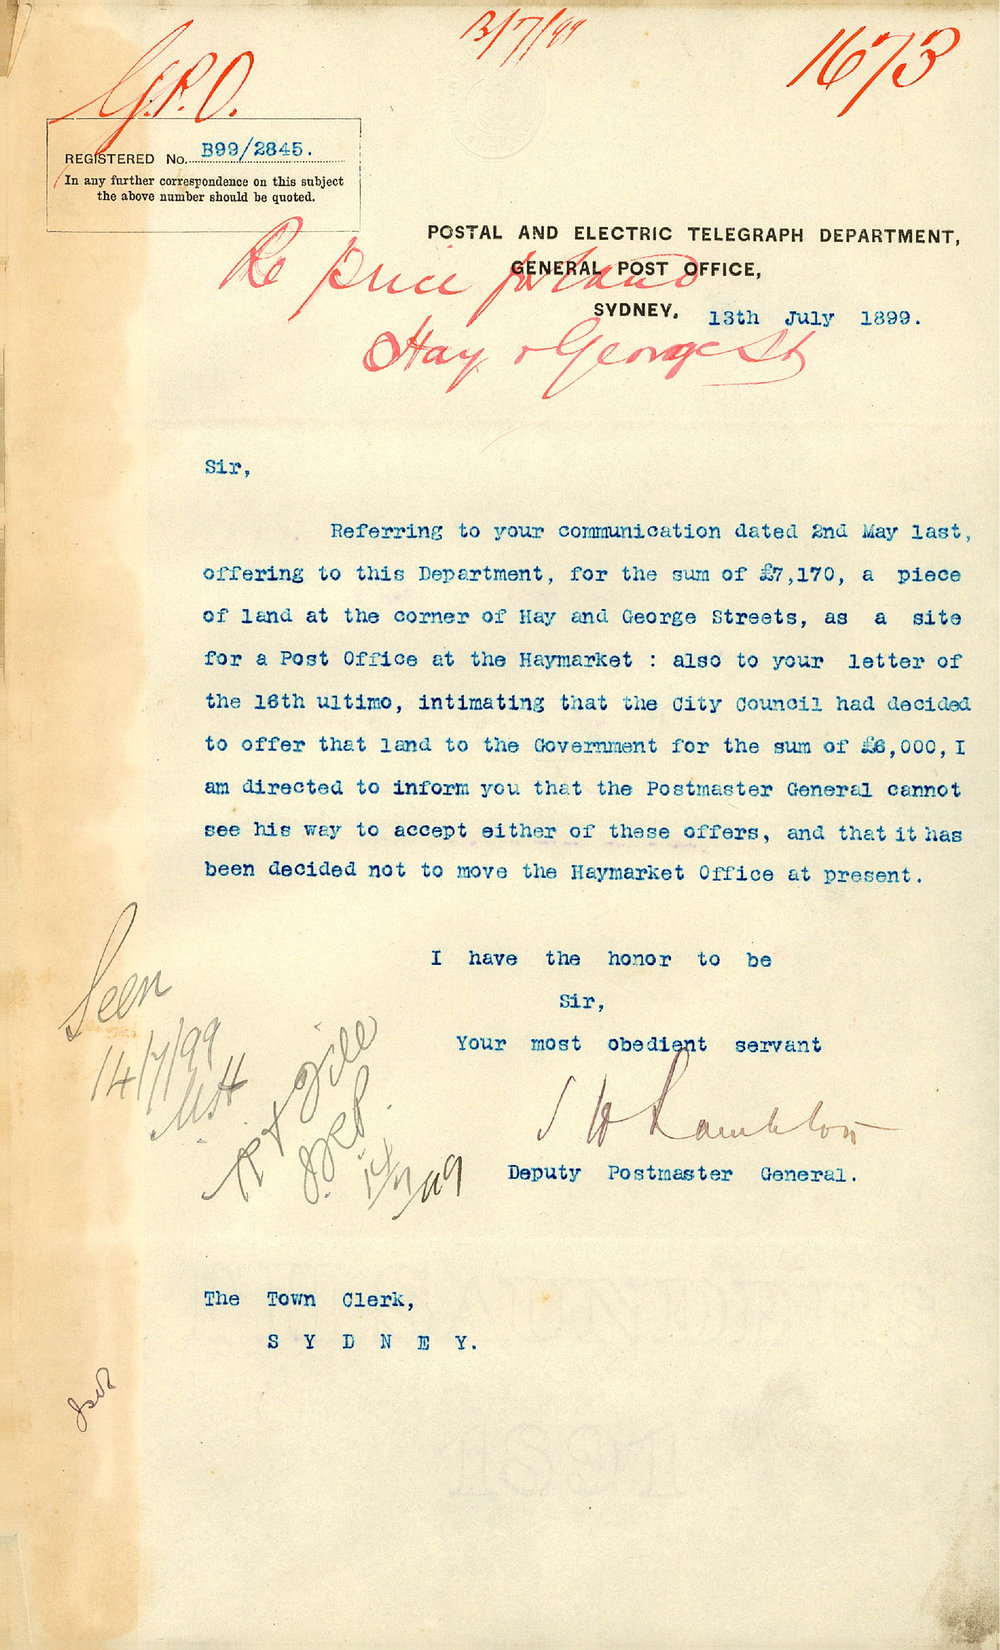 13/7/99
1673
G.P.O.
REGISTERED No. B99/2845.
In any further correspondence on this subject
the above number should be quoted.
POSTAL AND ELECTRIC TELEGRAPH DEPARTMENT,
GENERAL POST OFFICE,
SYDNEY. 13th July 1899.
Re price for land
Hay & George St
Sir,
Referring to your communication dated 2nd May last,
offering to this Department, for the sum of £7,170, a piece
of land at the corner of Hay and George Streets, as a site
for a Post Office at the Haymarket : also to your letter of
the 16th ultimo, intimating that the City Council had decided
to offer that land to the Government for the sum of £6,000, I
am directed to inform you that the Postmaster General cannot
see his way to accept either of these offers, and that it has
been decided not to move the Haymarket Office at present.
I have the honor to be
Sir,
Your most obedient servant
S H Lambton
Deputy Postmaster General.
Seen
14/7/99
R & File
The Town Clerk,
S Y D N E Y.